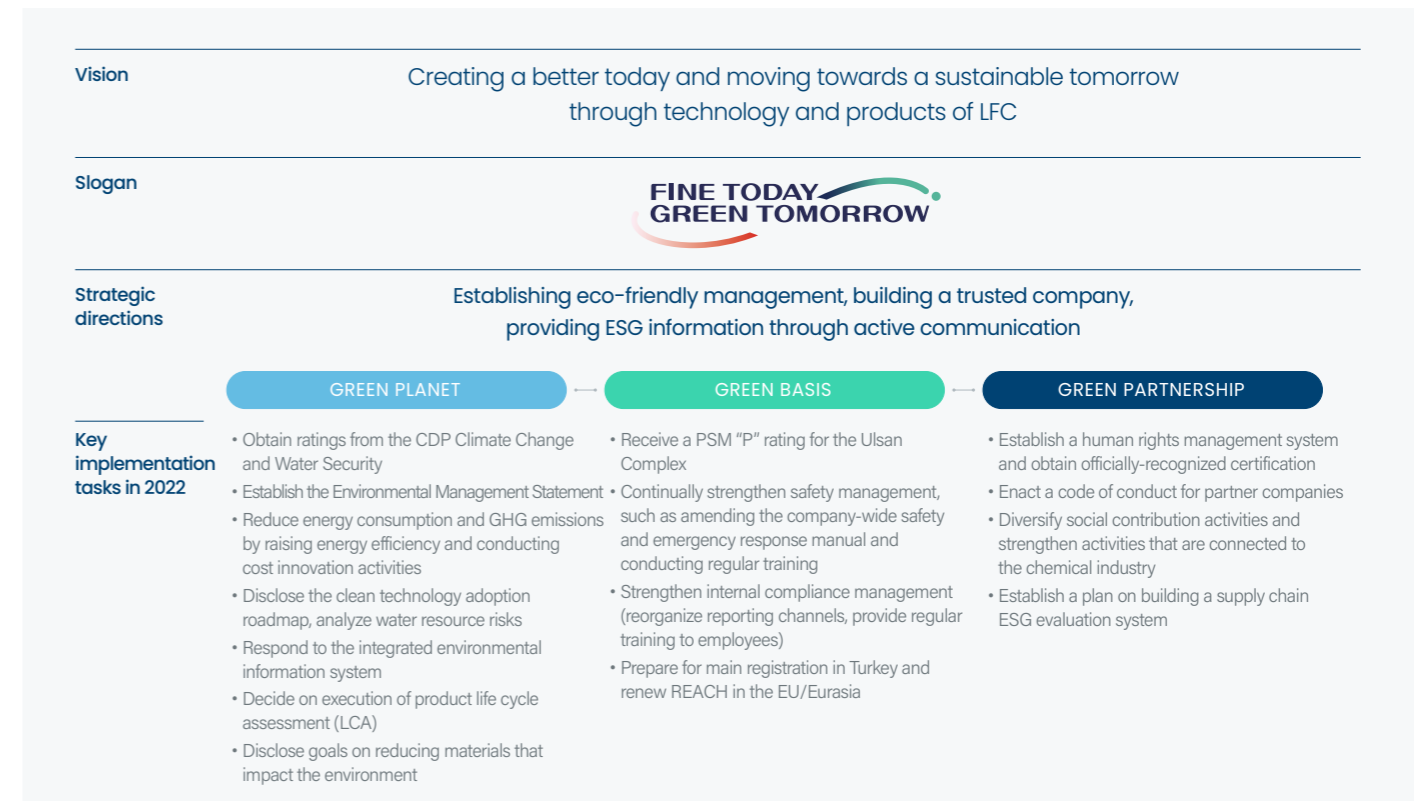 Vision
Creating a better today and moving towards a sustainable tomorrow
through technology and products of LFC
Slogan
FINE TODAY
GREEN TOMORROW
Strategic
directions
Establishing eco-friendly management, building a trusted company,
providing ESG information through active communication
GREEN PLANET
GREEN BASIS
GREEN PARTNERSHIP
Key
implementation
tasks in 2022
• Obtain ratings from the CDP Climate Change
and Water Security
• Establish the Environmental Management Statement
• Reduce energy consumption and GHG emissions
by raising energy efficiency and conducting
cost innovation activities
• Disclose the clean technology adoption
roadmap, analyze water resource risks
• Respond to the integrated environmental
information system
• Decide on execution of product life cycle
assessment (LCA)
• Disclose goals on reducing materials that
impact the environment
• Receive a PSM “P” rating for the Ulsan
Complex
• Continually strengthen safety management,
such as amending the company-wide safety
and emergency response manual and
conducting regular training
• Strengthen internal compliance management
(reorganize reporting channels, provide regular
training to employees)
• Prepare for main registration in Turkey and
renew REACH in the EU/Eurasia
• Establish a human rights management system
and obtain officially-recognized certification
• Enact a code of conduct for partner companies
• Diversify social contribution activities and
strengthen activities that are connected to
the chemical industry
• Establish a plan on building a supply chain
ESG evaluation system